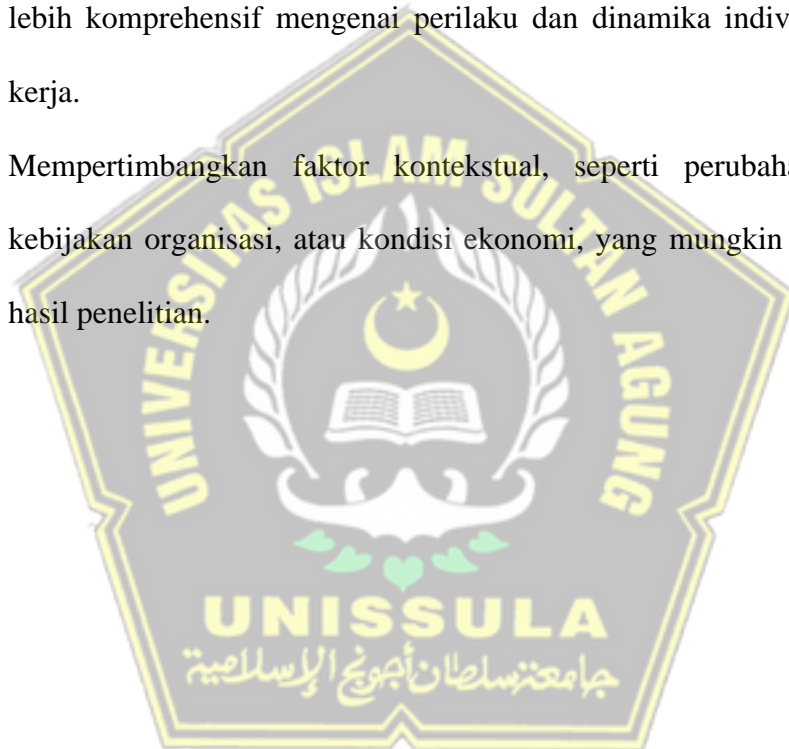 lebih komprehensif mengenai perilaku dan dinamika indiv
kerja.
Mempertimbangkan faktor kontekstual, seperti perubaha
kebijakan organisasi, atau kondisi ekonomi, yang mungkin
hasil penelitian.
UNIVERSITAS ISLAM SULTAN AGUNG
UNISSULA
جامعة سلطان أجونج الإسلامية